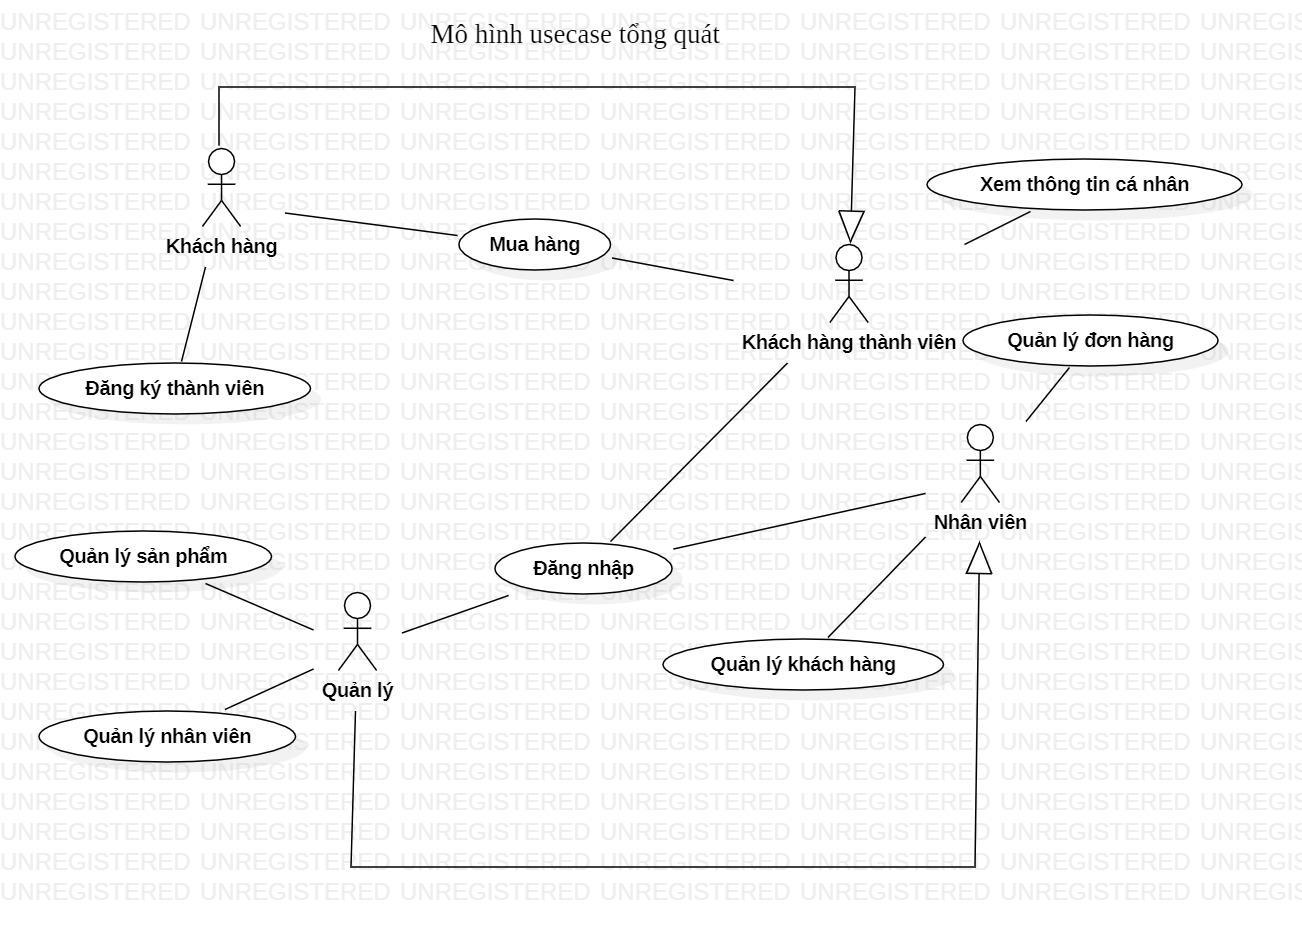 Mô hình usecase tổng quát
Xem thông tin cá nhân
Khách hàng
Mua hàng
Khách hàng thành viên
Quản lý đơn hàng
Đăng ký thành viên
Nhân viên
Quản lý sản phẩm
Đăng nhập
Quản lý khách hàng
Quản lý
Quản lý nhân viên
UNREGISTERED